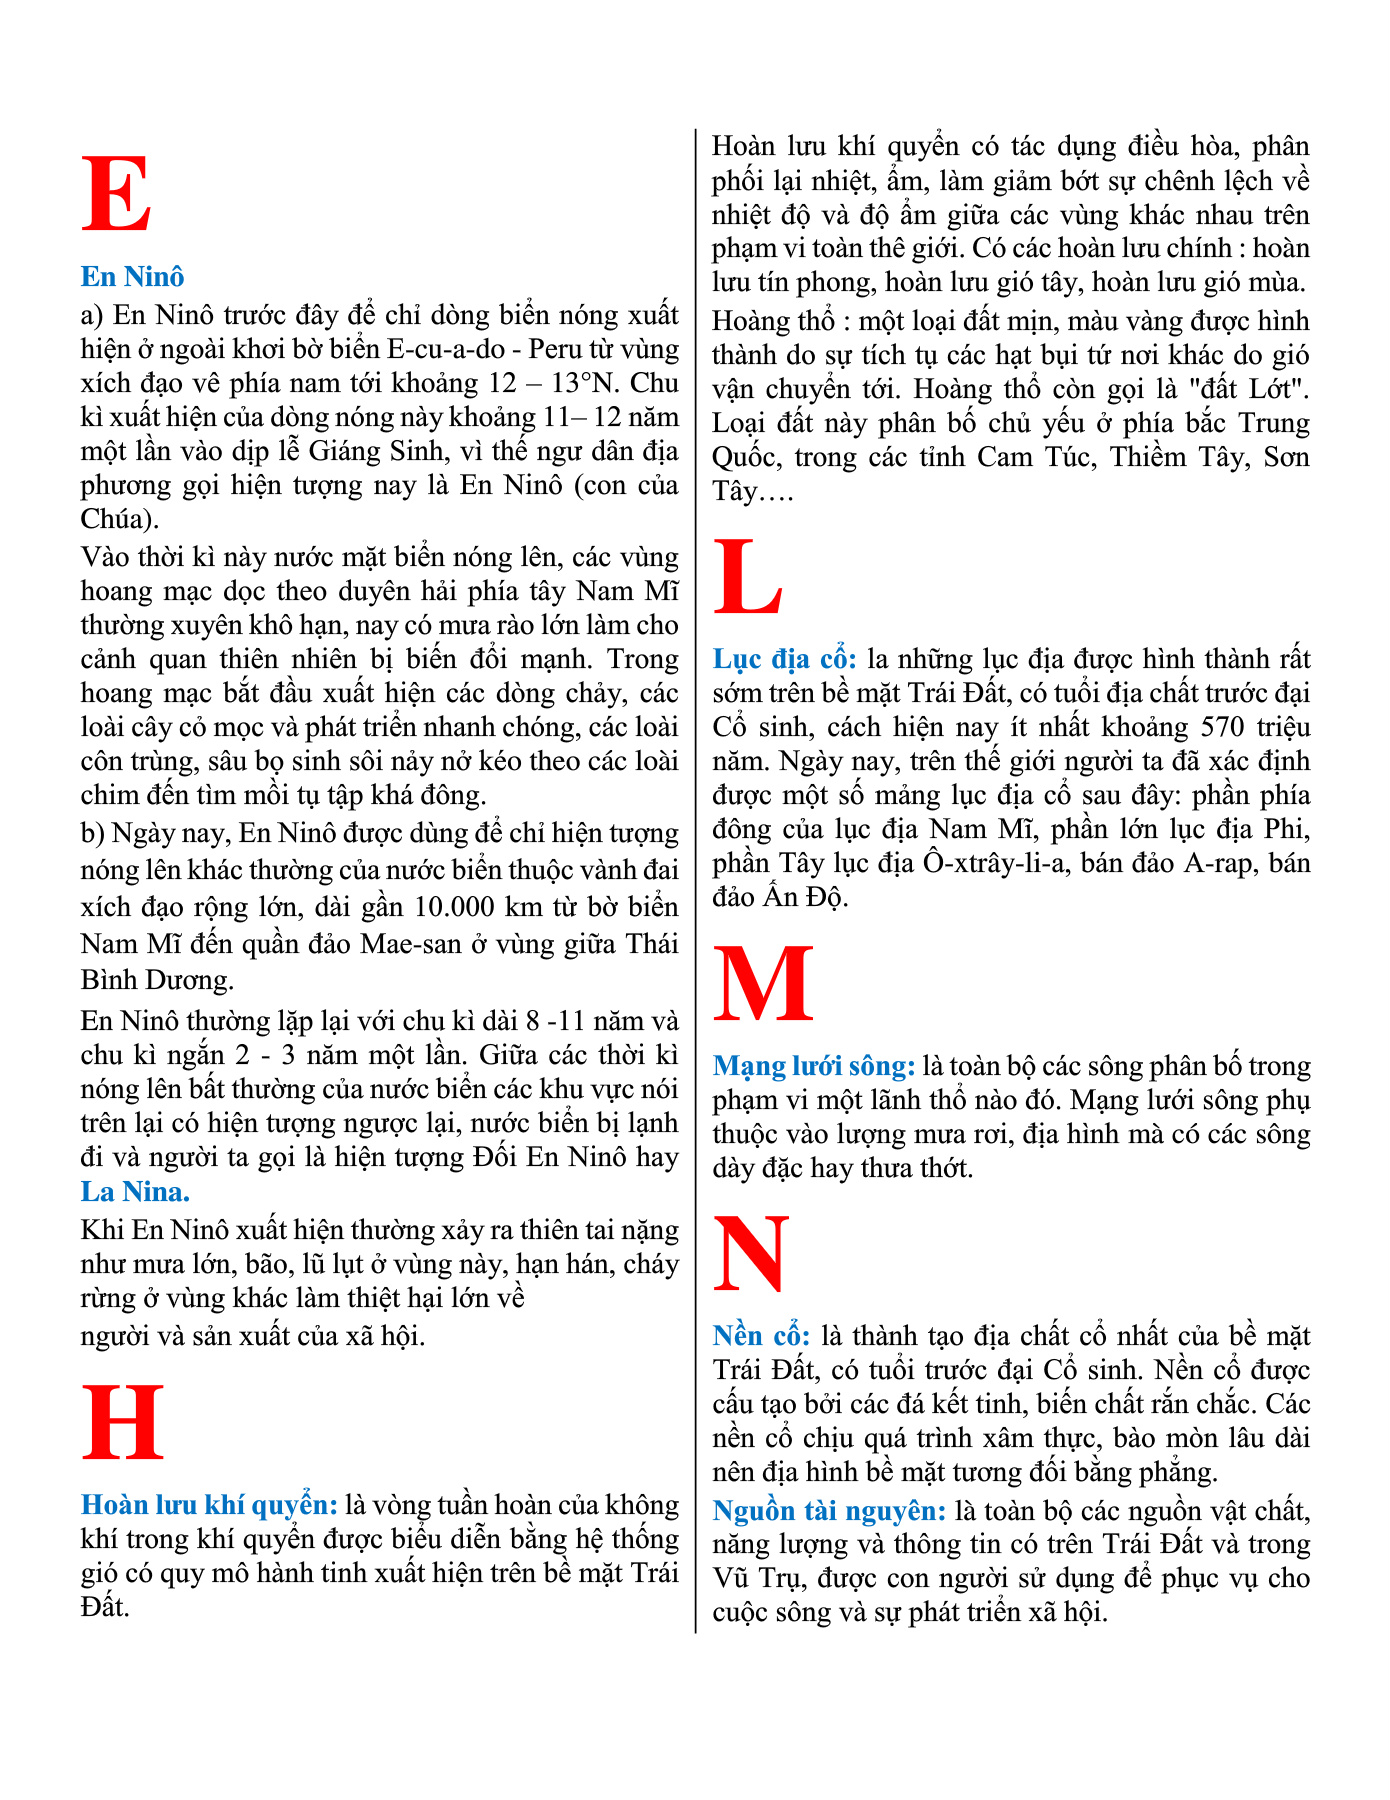 E
En Ninô
a) En Ninô trước đây để chỉ dòng biển nóng xuất
hiện ở ngoài khơi bờ biển E-cu-a-do - Peru từ vùng
xích đạo vê phía nam tới khoảng 12 – 13°N. Chu
kì xuất hiện của dòng nóng này khoảng 11– 12 năm
một lần vào dịp lễ Giáng Sinh, vì thế ngư dân địa
phương gọi hiện tượng nay là En Ninô (con của
Chúa).
Vào thời kì này nước mặt biển nóng lên, các vùng
hoang mạc dọc theo duyên hải phía tây Nam Mĩ
thường xuyên khô hạn, nay có mưa rào lớn làm cho
cảnh quan thiên nhiên bị biến đổi mạnh. Trong
hoang mạc bắt đầu xuất hiện các dòng chảy, các
loài cây cỏ mọc và phát triển nhanh chóng, các loài
côn trùng, sâu bọ sinh sôi nảy nở kéo theo các loài
chim đến tìm mồi tụ tập khá đông.
b) Ngày nay, En Ninô được dùng để chỉ hiện tượng
nóng lên khác thường của nước biển thuộc vành đai
xích đạo rộng lớn, dài gần 10.000 km từ bờ biển
Nam Mĩ đến quần đảo Mae-san ở vùng giữa Thái
Bình Dương.
En Ninô thường lặp lại với chu kì dài 8 -11 năm và
chu kì ngắn 2 - 3 năm một lần. Giữa các thời kì
nóng lên bất thường của nước biển các khu vực nói
trên lại có hiện tượng ngược lại, nước biển bị lạnh
đi và người ta gọi là hiện tượng Đối En Ninô hay
La Nina.
Khi En Ninô xuất hiện thường xảy ra thiên tai nặng
như mưa lớn, bão, lũ lụt ở vùng này, hạn hán, cháy
rừng ở vùng khác làm thiệt hại lớn về
người và sản xuất của xã hội.
H
Hoàn lưu khí quyển: là vòng tuần hoàn của không
khí trong khí quyển được biểu diễn bằng hệ thống
gió có quy mô hành tinh xuất hiện trên bề mặt Trái
Đất.
Hoàn lưu khí quyển có tác dụng điều hòa, phân
phối lại nhiệt, ẩm, làm giảm bớt sự chênh lệch về
nhiệt độ và độ ẩm giữa các vùng khác nhau trên
phạm vi toàn thê giới. Có các hoàn lưu chính : hoàn
lưu tín phong, hoàn lưu gió tây, hoàn lưu gió mùa.
Hoàng thổ : một loại đất mịn, màu vàng được hình
thành do sự tích tụ các hạt bụi tứ nơi khác do gió
vận chuyển tới. Hoàng thổ còn gọi là "đất Lớt".
Loại đất này phân bố chủ yếu ở phía bắc Trung
Quốc, trong các tỉnh Cam Túc, Thiềm Tây, Sơn
Tây….
L
Lục địa cổ: la những lục địa được hình thành rất
sớm trên bề mặt Trái Đất, có tuổi địa chất trước đại
Cổ sinh, cách hiện nay ít nhất khoảng 570 triệu
năm. Ngày nay, trên thế giới người ta đã xác định
được một số mảng lục địa cổ sau đây: phần phía
đông của lục địa Nam Mĩ, phần lớn lục địa Phi,
phần Tây lục địa Ô-xtrây-li-a, bán đảo A-rap, bán
đảo Ấn Độ.
M
Mạng lưới sông: là toàn bộ các sông phân bố trong
phạm vi một lãnh thổ nào đó. Mạng lưới sông phụ
thuộc vào lượng mưa rơi, địa hình mà có các sông
dày đặc hay thưa thớt.
N
Nền cổ: là thành tạo địa chất cổ nhất của bề mặt
Trái Đất, có tuổi trước đại Cổ sinh. Nền cổ được
cấu tạo bởi các đá kết tinh, biến chất rắn chắc. Các
nền cổ chịu quá trình xâm thực, bào mòn lâu dài
nên địa hình bề mặt tương đối bằng phẳng.
Nguồn tài nguyên: là toàn bộ các nguồn vật chất,
năng lượng và thông tin có trên Trái Đất và trong
Vũ Trụ, được con người sử dụng để phục vụ cho
cuộc sông và sự phát triển xã hội.